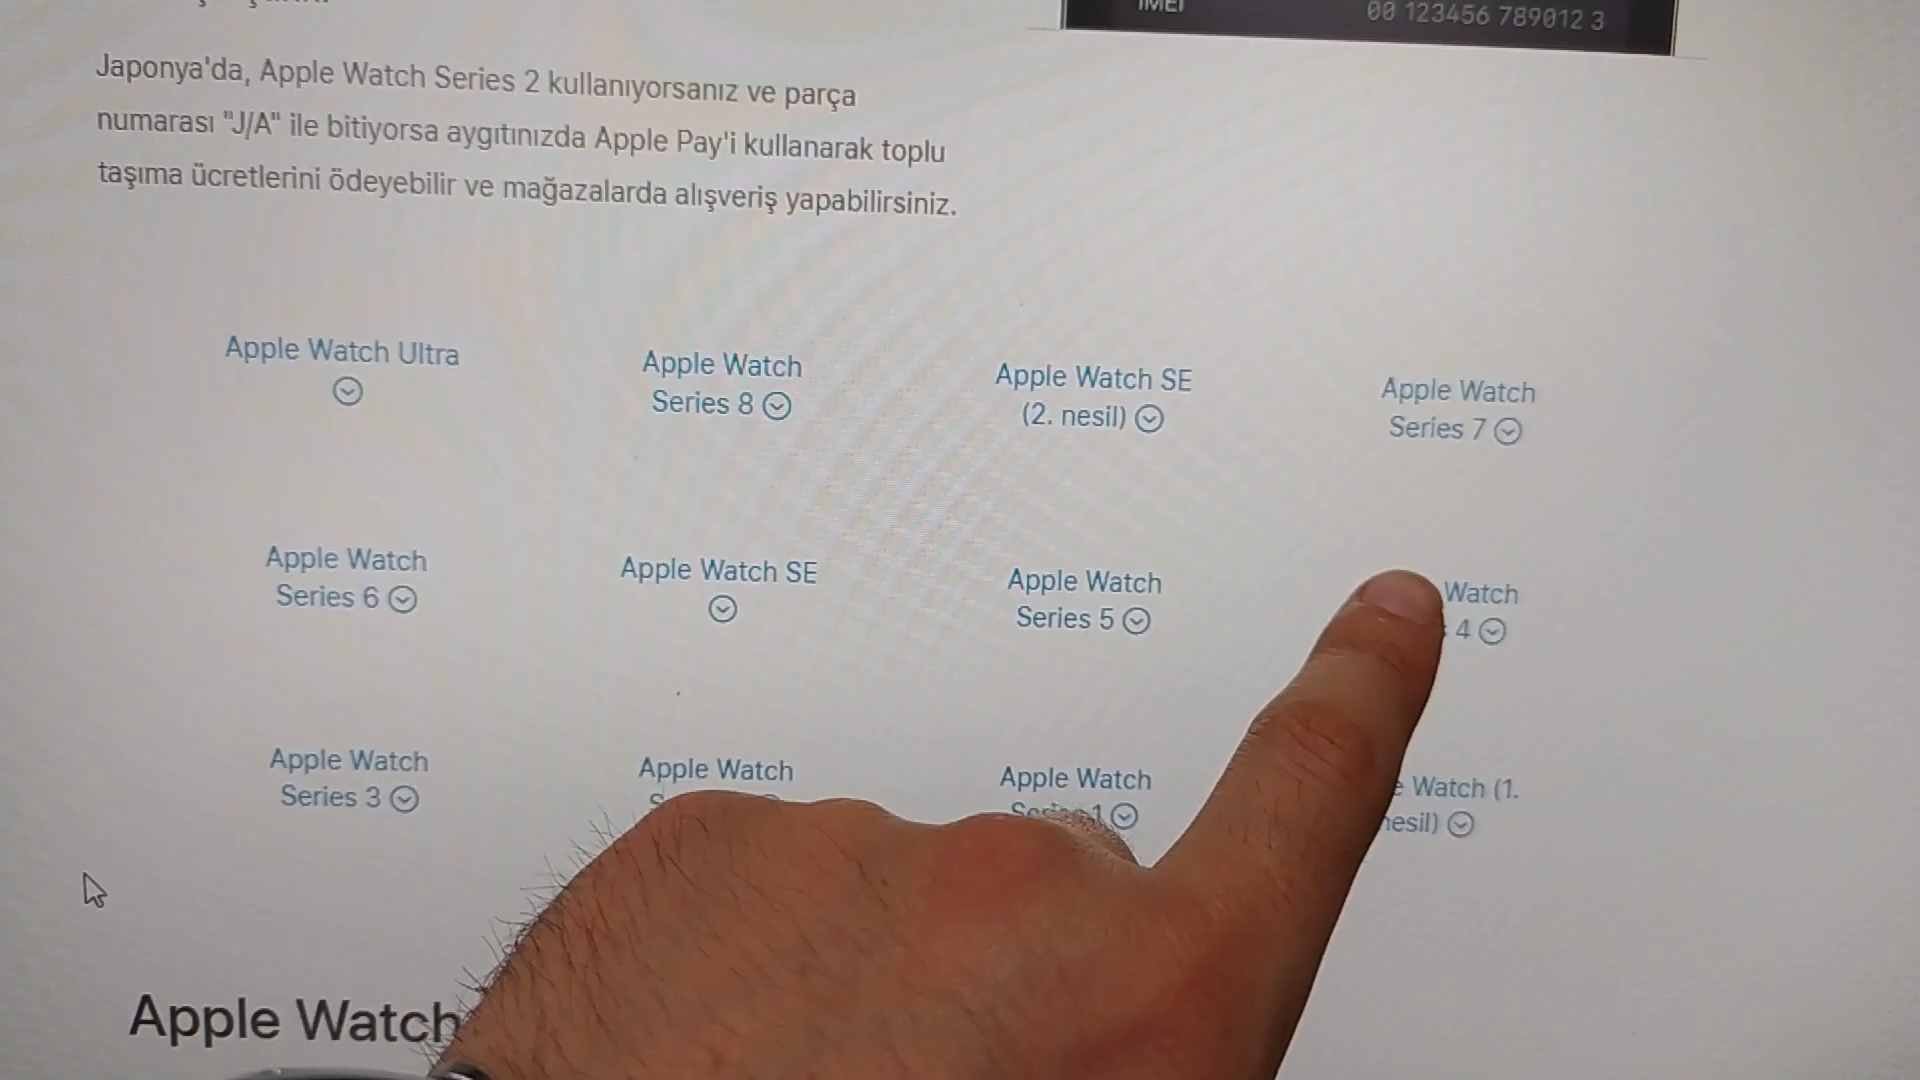 IMEI 00 123456 789012 3
Japonya'da, Apple Watch Series 2 kullanıyorsanız ve parça
numarası "J/A" ile bitiyorsa aygıtınızda Apple Pay'i kullanarak toplu
taşıma ücretlerini ödeyebilir ve mağazalarda alışveriş yapabilirsiniz.
Apple Watch Ultra
Apple Watch
Series 8
Apple Watch SE
(2. nesil)
Apple Watch
Series 7
Apple Watch
Series 6
Apple Watch SE
Apple Watch
Series 5
Watch
4
Apple Watch
Series 3
Apple Watch
Apple Watch
Series 1
Watch (1.
nesil)
Apple Watch